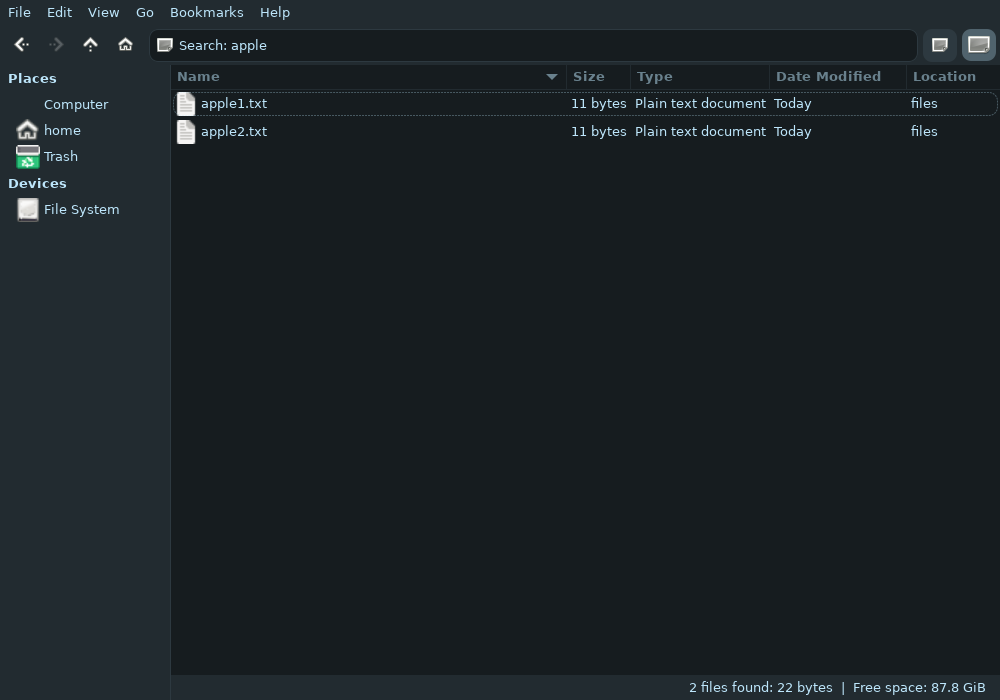 File Edit View Go Bookmarks Help
Search: apple
Places
Computer
home
Trash
Devices
File System
Name Size Type Date Modified Location
apple1.txt 11 bytes Plain text document Today files
apple2.txt 11 bytes Plain text document Today files
2 files found: 22 bytes | Free space: 87.8 GiB